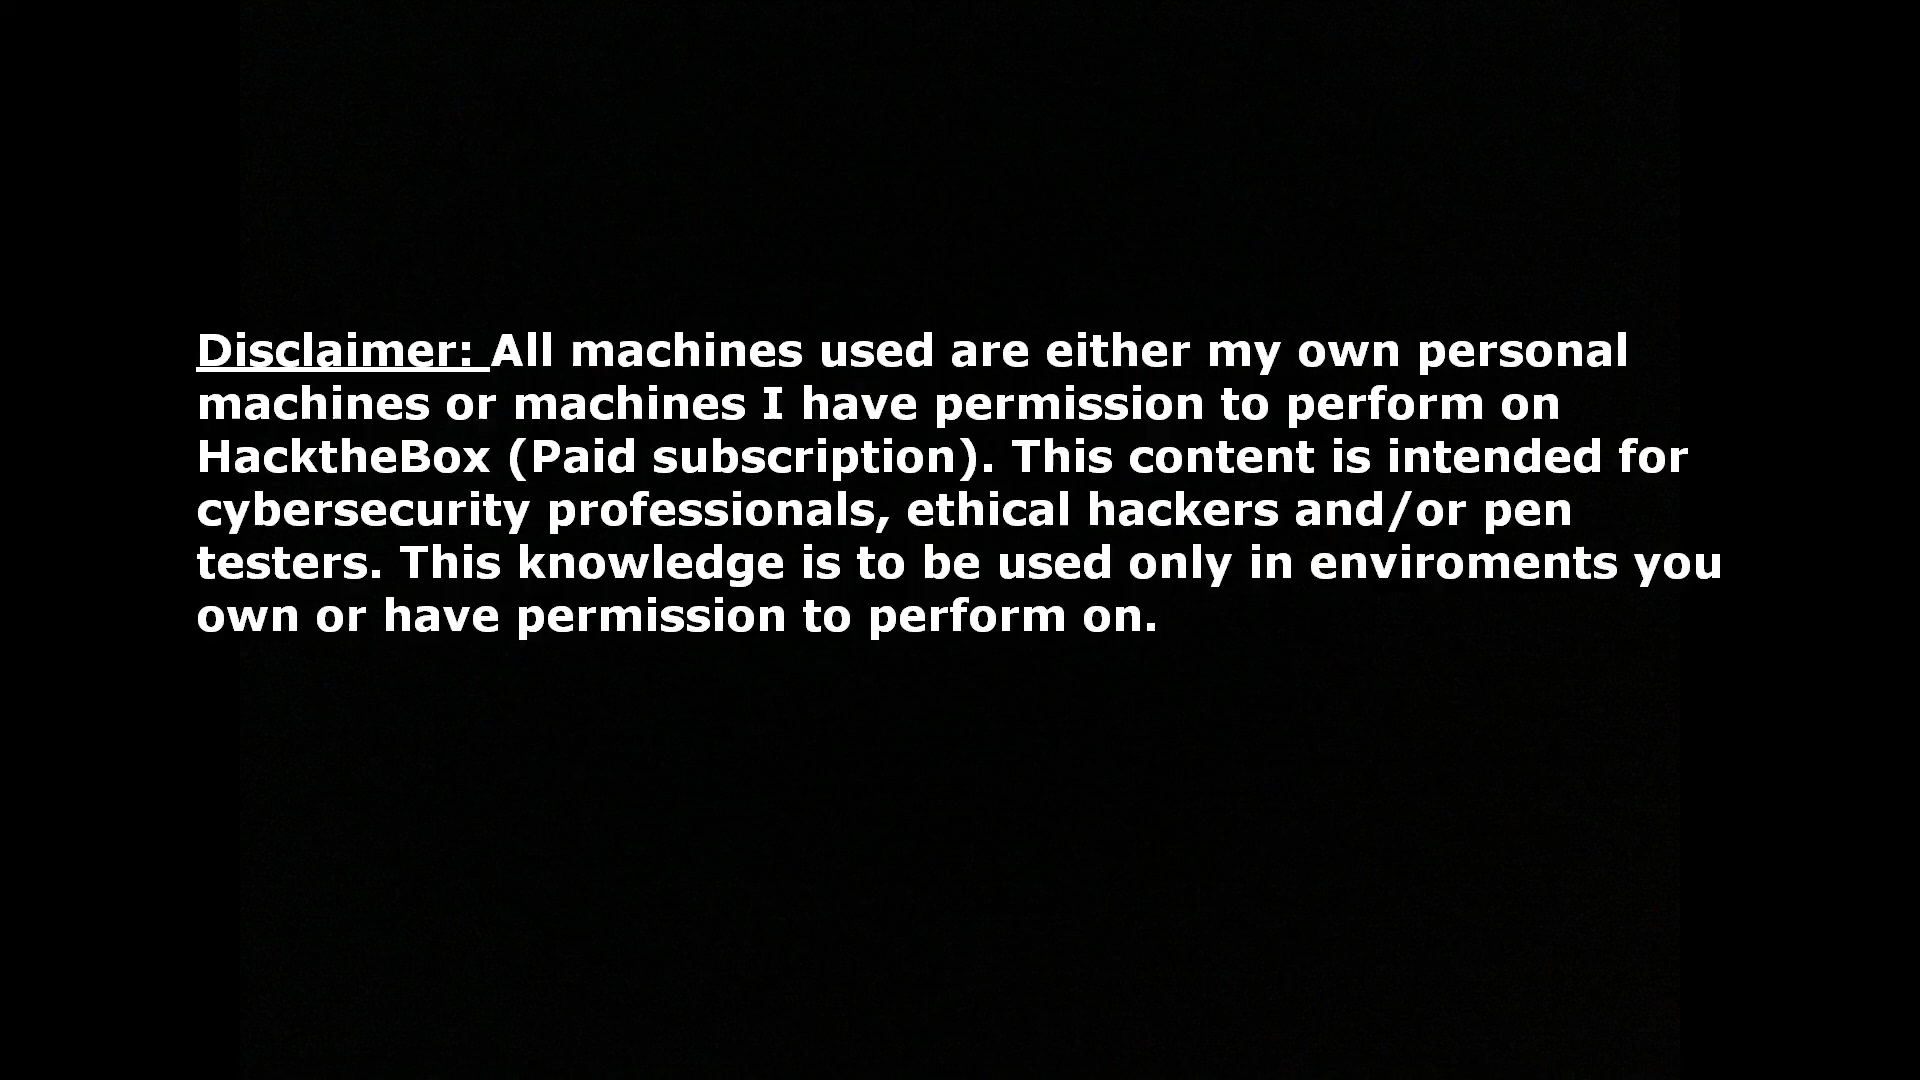 Disclaimer: All machines used are either my own personal
machines or machines I have permission to perform on
HacktheBox (Paid subscription). This content is intended for
cybersecurity professionals, ethical hackers and/or pen
testers. This knowledge is to be used only in enviroments you
own or have permission to perform on.